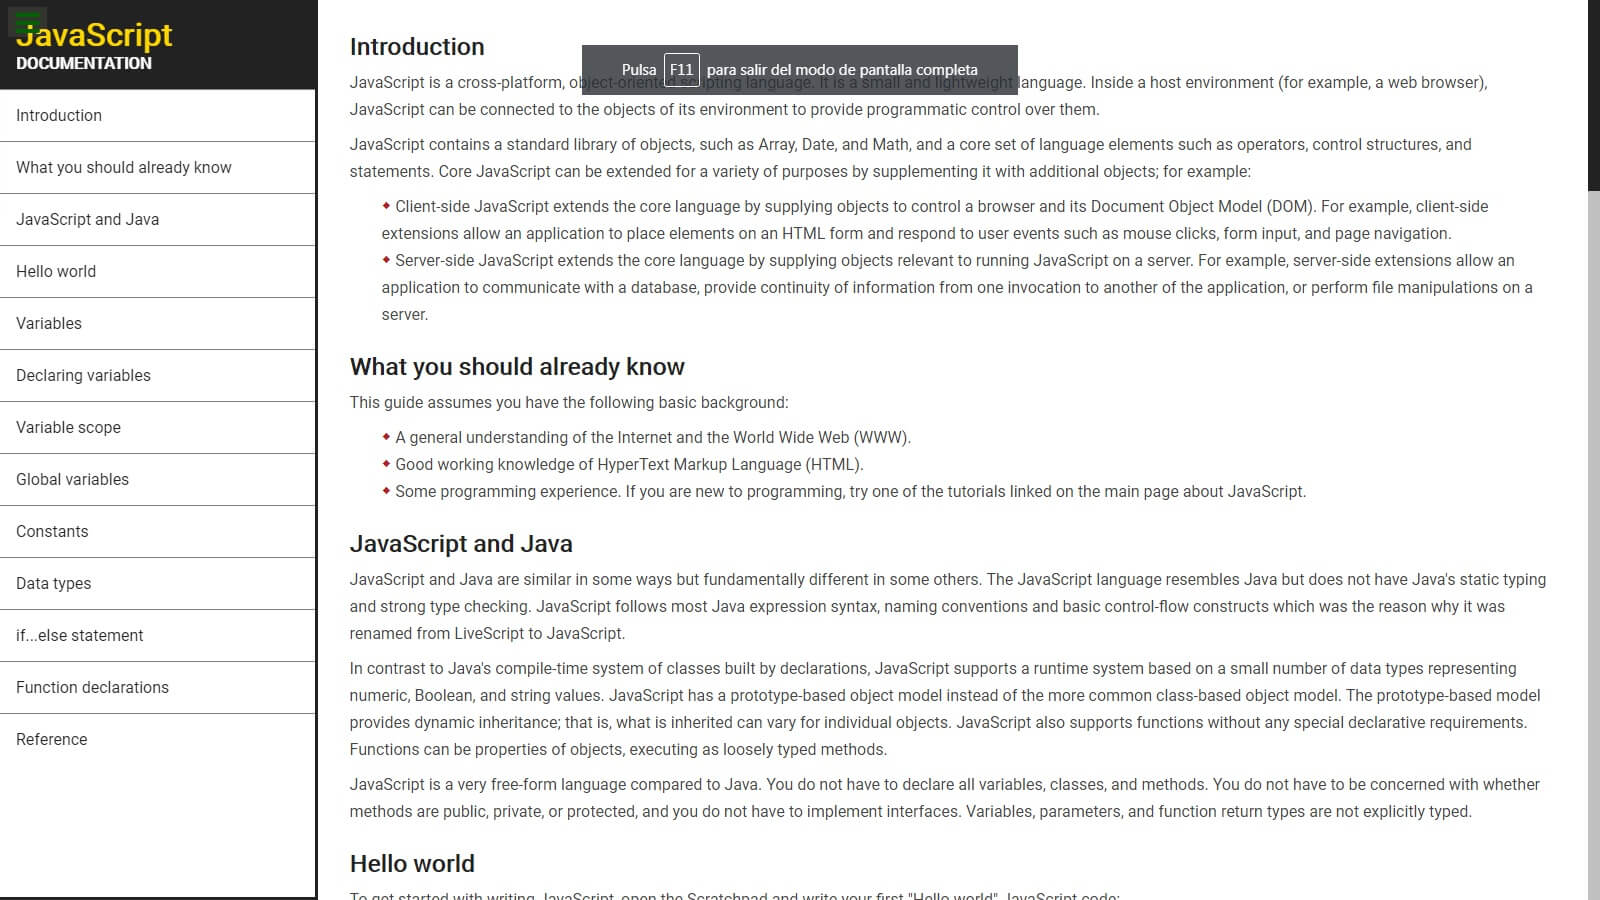 JavaScript
DOCUMENTATION
Introduction
What you should already know
JavaScript and Java
Hello world
Variables
Declaring variables
Variable scope
Global variables
Constants
Data types
if...else statement
Function declarations
Reference
Pulsa F11 para salir del modo de pantalla completa
Introduction
JavaScript is a cross-platform, object-oriented scripting language. It is a small and lightweight language. Inside a host environment (for example, a web browser),
JavaScript can be connected to the objects of its environment to provide programmatic control over them.
JavaScript contains a standard library of objects, such as Array, Date, and Math, and a core set of language elements such as operators, control structures, and
statements. Core JavaScript can be extended for a variety of purposes by supplementing it with additional objects; for example:
Client-side JavaScript extends the core language by supplying objects to control a browser and its Document Object Model (DOM). For example, client-side
extensions allow an application to place elements on an HTML form and respond to user events such as mouse clicks, form input, and page navigation.
Server-side JavaScript extends the core language by supplying objects relevant to running JavaScript on a server. For example, server-side extensions allow an
application to communicate with a database, provide continuity of information from one invocation to another of the application, or perform file manipulations on a
server.
What you should already know
This guide assumes you have the following basic background:
A general understanding of the Internet and the World Wide Web (WWW).
Good working knowledge of HyperText Markup Language (HTML).
Some programming experience. If you are new to programming, try one of the tutorials linked on the main page about JavaScript.
JavaScript and Java
JavaScript and Java are similar in some ways but fundamentally different in some others. The JavaScript language resembles Java but does not have Java's static typing
and strong type checking. JavaScript follows most Java expression syntax, naming conventions and basic control-flow constructs which was the reason why it was
renamed from LiveScript to JavaScript.
In contrast to Java's compile-time system of classes built by declarations, JavaScript supports a runtime system based on a small number of data types representing
numeric, Boolean, and string values. JavaScript has a prototype-based object model instead of the more common class-based object model. The prototype-based model
provides dynamic inheritance; that is, what is inherited can vary for individual objects. JavaScript also supports functions without any special declarative requirements.
Functions can be properties of objects, executing as loosely typed methods.
JavaScript is a very free-form language compared to Java. You do not have to declare all variables, classes, and methods. You do not have to be concerned with whether
methods are public, private, or protected, and you do not have to implement interfaces. Variables, parameters, and function return types are not explicitly typed.
Hello world
To get started with writing JavaScript, open the Scratchpad and write your first "Hello world" JavaScript code: